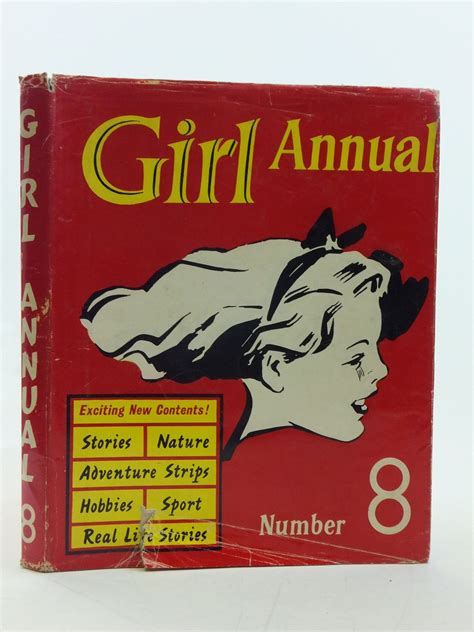 GIRL ANNUAL 8
Girl Annual
Exciting New Contents!
Stories Nature
Adventure Strips
Hobbies Sport
Real Life Stories
Number 8